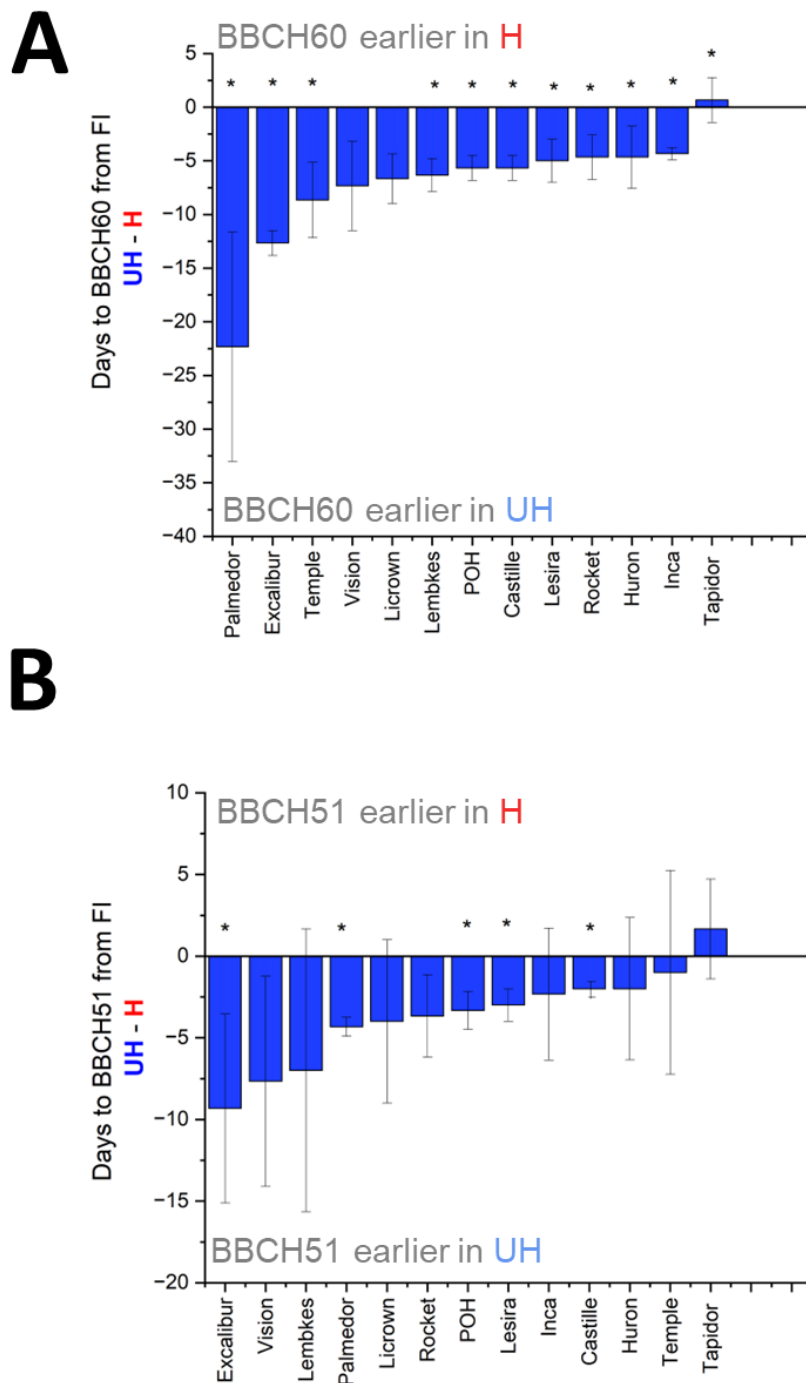 A
BBCH60 earlier in H
Days to BBCH60 from FI
UH - H
5
0
−5
−10
−15
−20
−25
−30
−35
−40
* * * * * * * * * * *
BBCH60 earlier in UH
Palmedor
Excalibur
Temple
Vision
Licrown
Lembkes
POH
Castille
Lesira
Rocket
Huron
Inca
Tapidor
B
BBCH51 earlier in H
Days to BBCH51 from FI
UH - H
10
5
0
−5
−10
−15
−20
* * * * *
BBCH51 earlier in UH
Excalibur
Vision
Lembkes
Palmedor
Licrown
Rocket
POH
Lesira
Inca
Castille
Huron
Temple
Tapidor